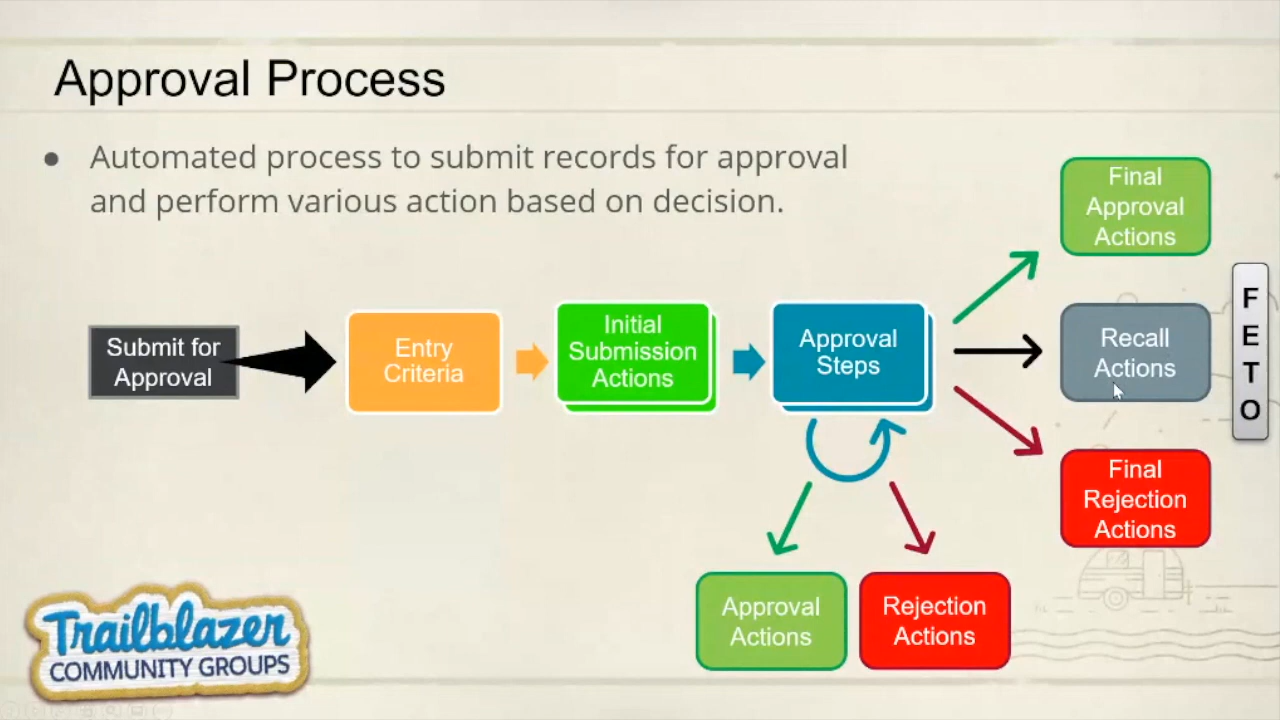 Approval Process
● Automated process to submit records for approval
and perform various action based on decision.
Submit for
Approval
Entry
Criteria
Initial
Submission
Actions
Approval
Steps
Final
Approval
Actions
Recall
Actions
Final
Rejection
Actions
F
E
T
O
Approval
Actions
Rejection
Actions
Trailblazer
COMMUNITY GROUPS